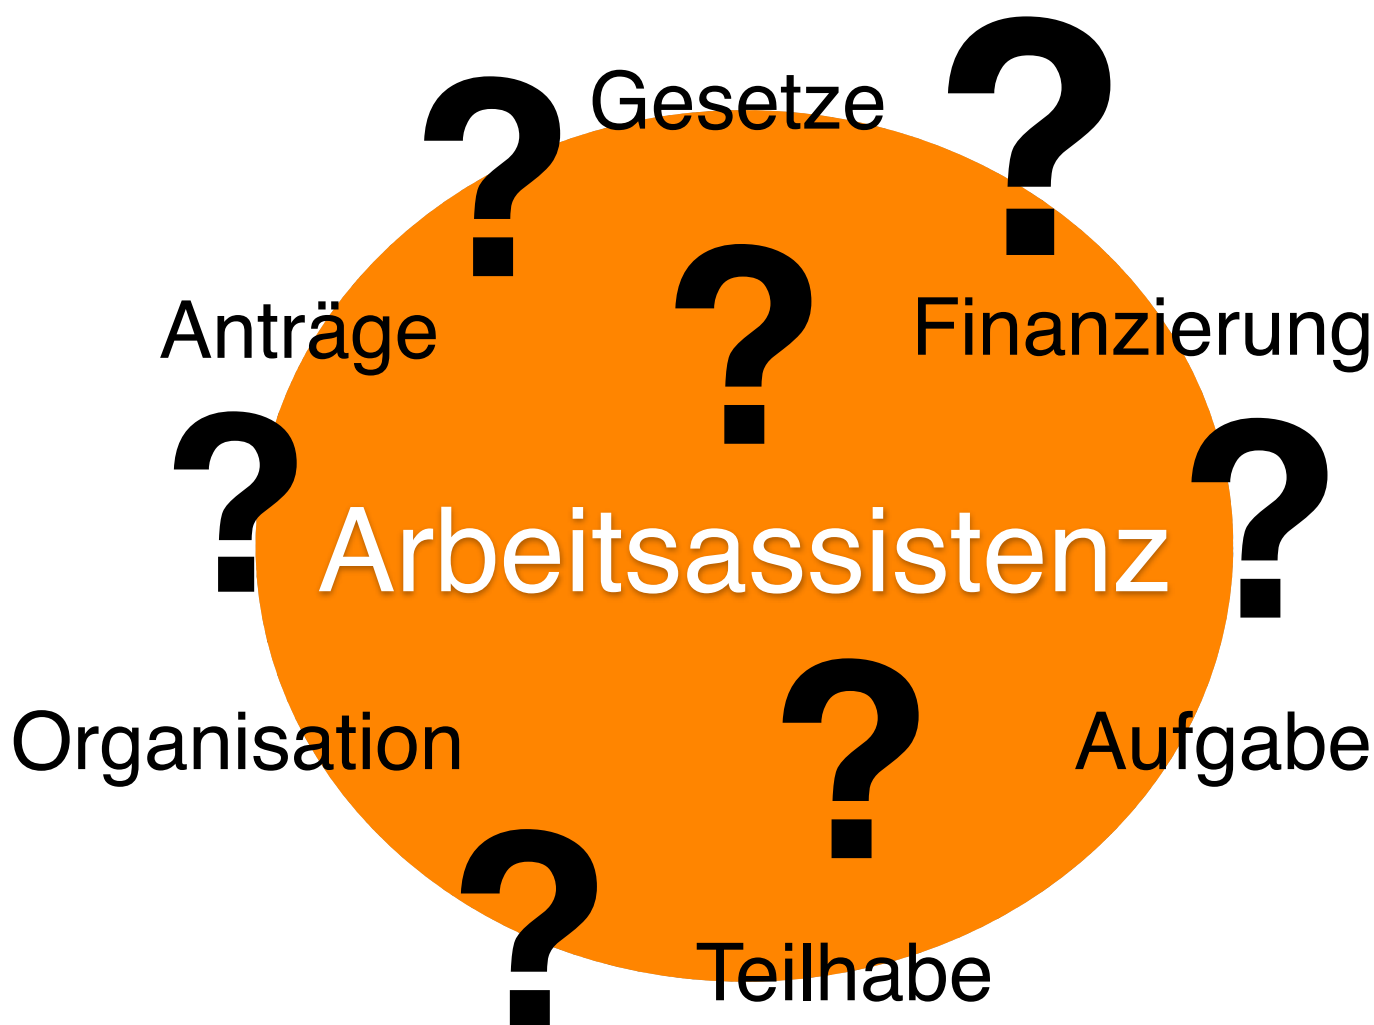 ?
Gesetze
?
Anträge
?
Finanzierung
?
Arbeitsassistenz
?
Organisation
?
Aufgabe
?
Teilhabe